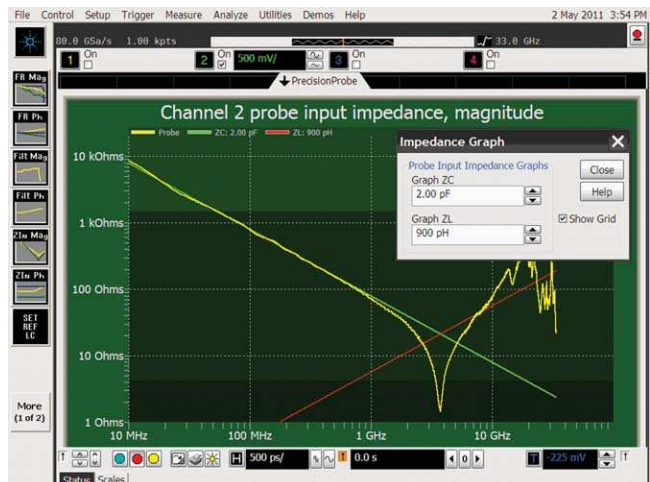 File Control Setup Trigger Measure Analyze Utilities Demos Help 2 May 2011 3:54 PM
80.0 GSa/s 1.00 kpts 33.0 GHz
1 On 2 On 500 mV/ 3 On 4 On
PrecisionProbe
FR Mag
FR Ph
Filt Mag
Filt Ph
ZIN Mag
ZIN Ph
SET
REF
LC
More
(1 of 2)
Channel 2 probe input impedance, magnitude
Probe ZC: 2.00 pF ZL: 900 pH
10 kOhms
1 kOhms
100 Ohms
10 Ohms
1 Ohms
10 MHz 100 MHz 1 GHz 10 GHz
Impedance Graph X
Probe Input Impedance Graphs
Graph ZC
2.00 pF
Graph ZL
900 pH
Close
Help
Show Grid
H 500 ps/ 0.0 s 0 T -225 mV
Status Scales